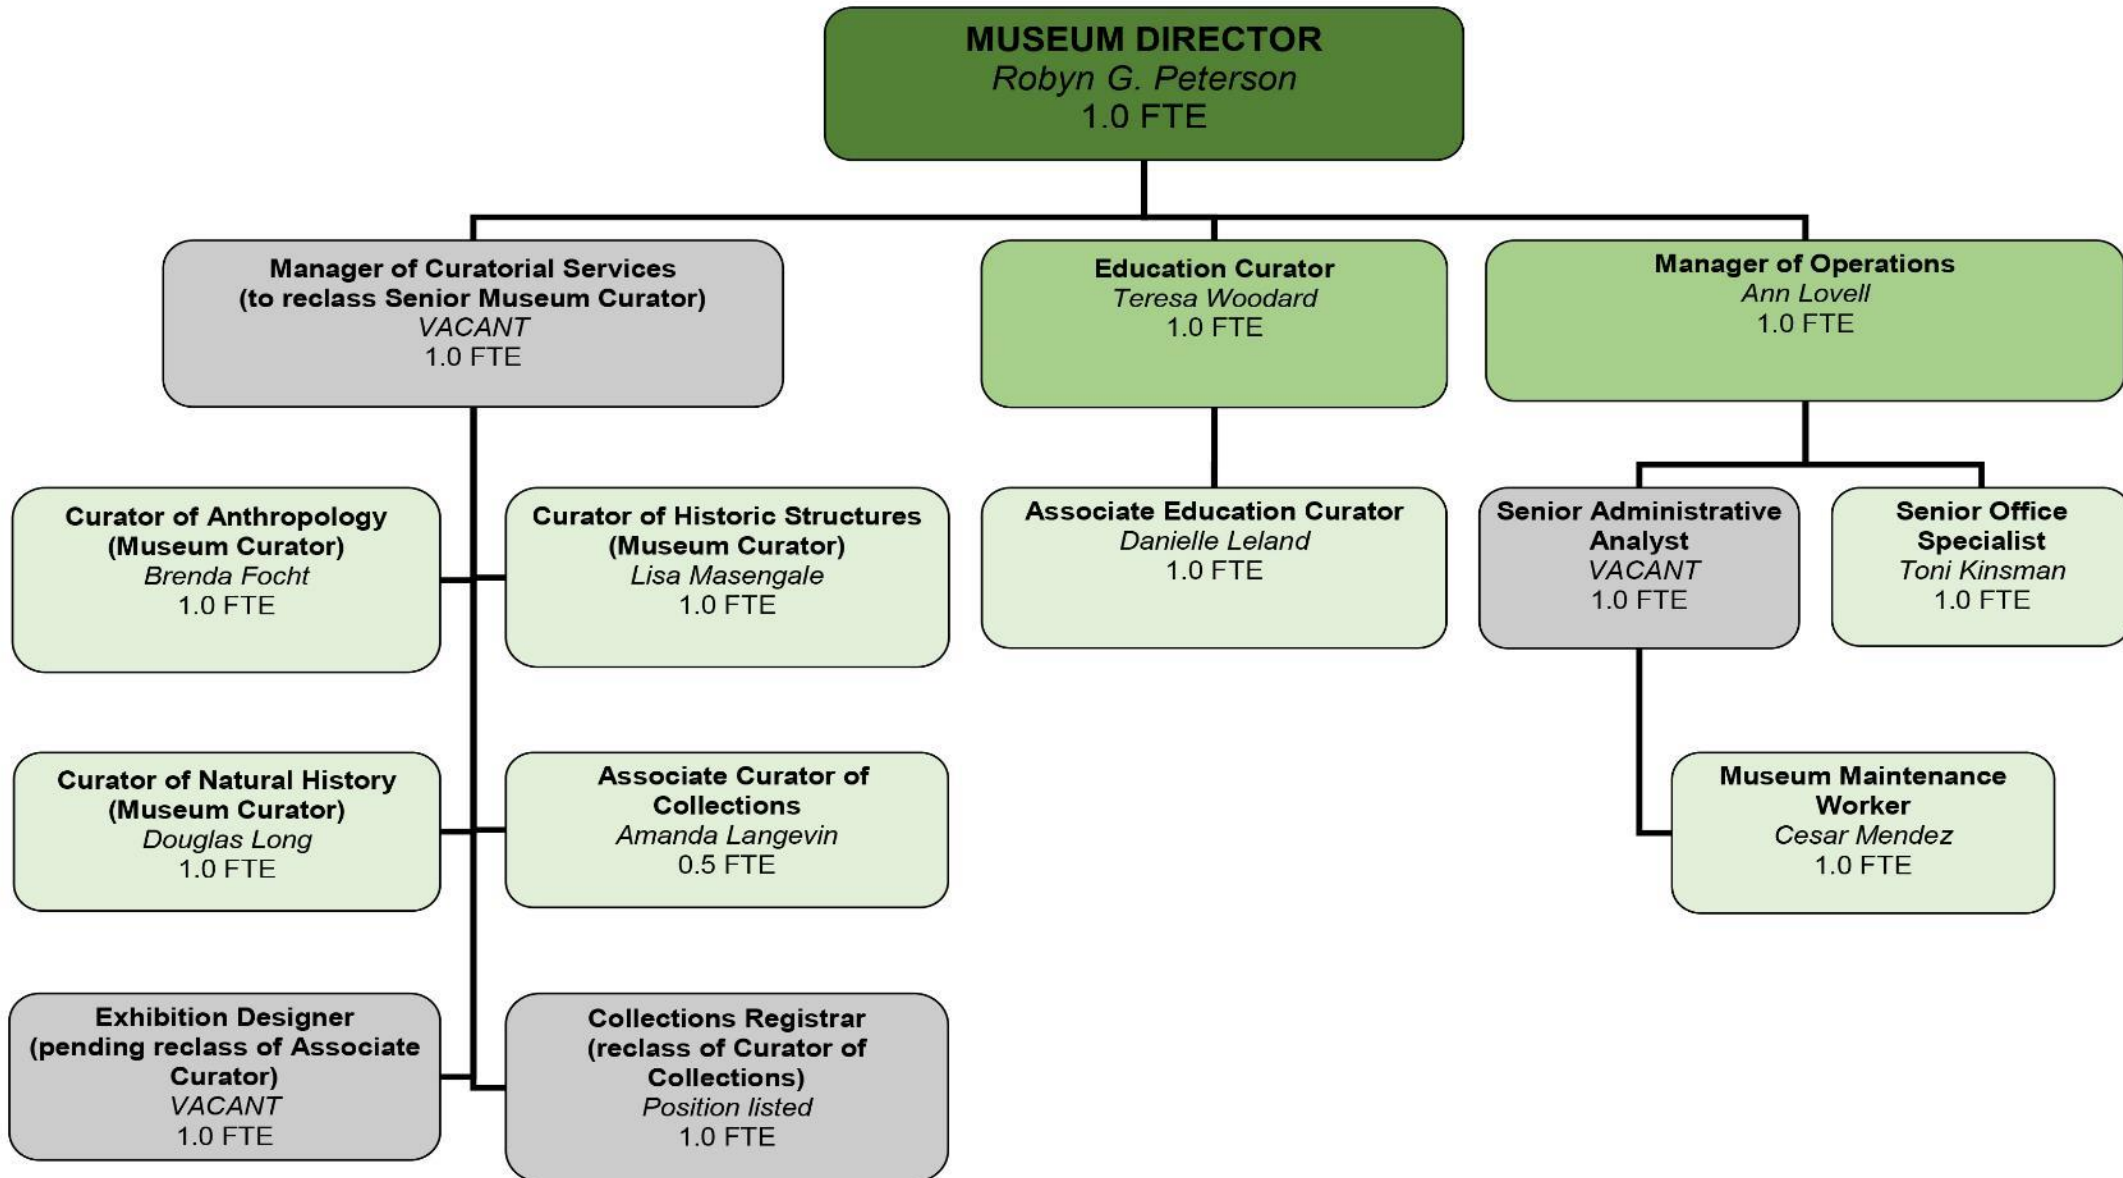 MUSEUM DIRECTOR
Robyn G. Peterson
1.0 FTE
Manager of Curatorial Services
(to reclass Senior Museum Curator)
VACANT
1.0 FTE
Education Curator
Teresa Woodard
1.0 FTE
Manager of Operations
Ann Lovell
1.0 FTE
Curator of Anthropology
(Museum Curator)
Brenda Focht
1.0 FTE
Curator of Historic Structures
(Museum Curator)
Lisa Masengale
1.0 FTE
Associate Education Curator
Danielle Leland
1.0 FTE
Senior Administrative
Analyst
VACANT
1.0 FTE
Senior Office
Specialist
Toni Kinsman
1.0 FTE
Curator of Natural History
(Museum Curator)
Douglas Long
1.0 FTE
Associate Curator of
Collections
Amanda Langevin
0.5 FTE
Museum Maintenance
Worker
Cesar Mendez
1.0 FTE
Exhibition Designer
(pending reclass of Associate
Curator)
VACANT
1.0 FTE
Collections Registrar
(reclass of Curator of
Collections)
Position listed
1.0 FTE